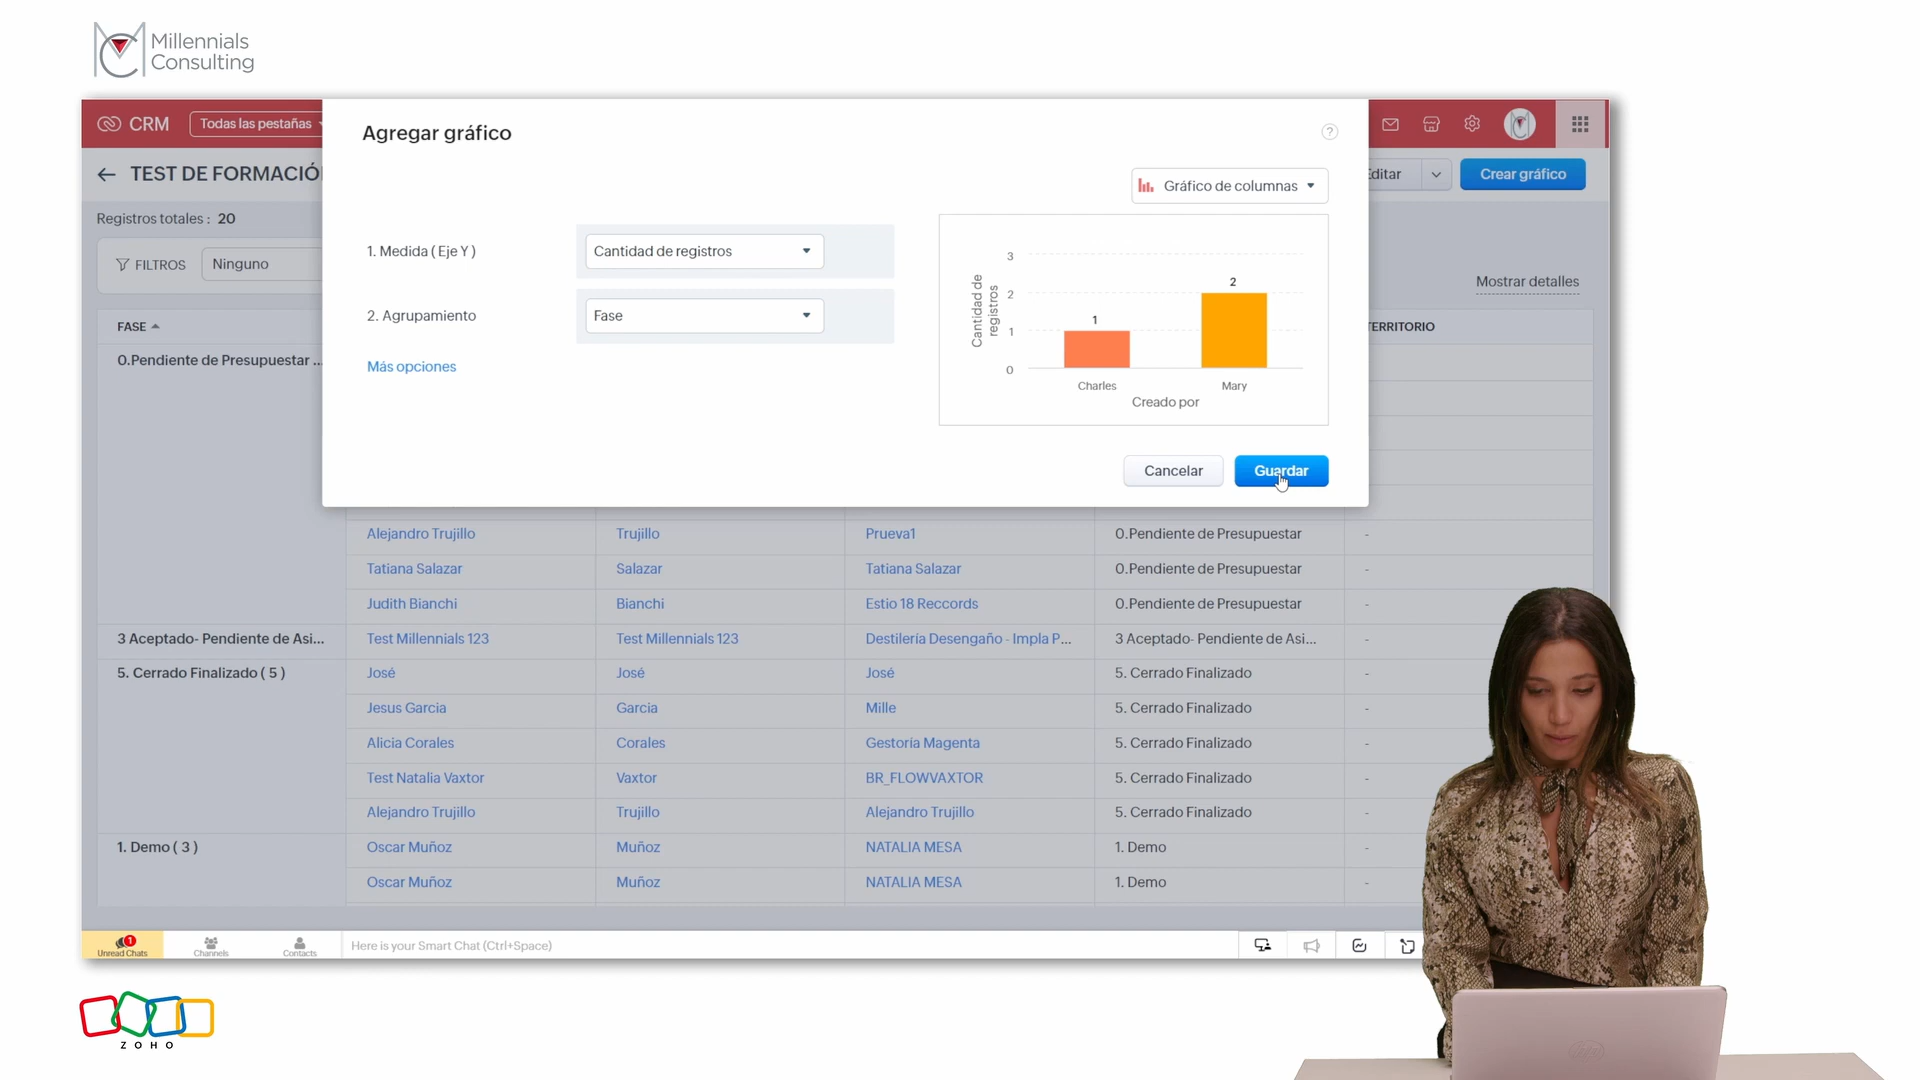 Millennials
Consulting
CRM
Todas las pestañas
Agregar gráfico
?
TEST DE FORMACIÓ
Editar
Crear gráfico
Registros totales : 20
Gráfico de columnas
FILTROS
Ninguno
1. Medida ( Eje Y )
Cantidad de registros
2. Agrupamiento
Fase
Más opciones
Mostrar detalles
3
2
1
0
Cantidad de
registros
1
2
Charles
Mary
Creado por
Cancelar
Guardar
FASE
TERRITORIO
0.Pendiente de Presupuestar ...
Alejandro Trujillo
Trujillo
Prueva1
0.Pendiente de Presupuestar
-
Tatiana Salazar
Salazar
Tatiana Salazar
0.Pendiente de Presupuestar
-
Judith Bianchi
Bianchi
Estio 18 Reccords
0.Pendiente de Presupuestar
-
3 Aceptado- Pendiente de Asi...
Test Millennials 123
Test Millennials 123
Destilería Desengaño - Impla P...
3 Aceptado- Pendiente de Asi...
-
5. Cerrado Finalizado ( 5 )
José
José
José
5. Cerrado Finalizado
-
Jesus Garcia
Garcia
Mille
5. Cerrado Finalizado
-
Alicia Corales
Corales
Gestoría Magenta
5. Cerrado Finalizado
-
Test Natalia Vaxtor
Vaxtor
BR_FLOWVAXTOR
5. Cerrado Finalizado
-
Alejandro Trujillo
Trujillo
Alejandro Trujillo
5. Cerrado Finalizado
-
1. Demo ( 3 )
Oscar Muñoz
Muñoz
NATALIA MESA
1. Demo
-
Oscar Muñoz
Muñoz
NATALIA MESA
1. Demo
-
1
Unread Chats
Channels
Contacts
Here is your Smart Chat (Ctrl+Space)
ZOHO